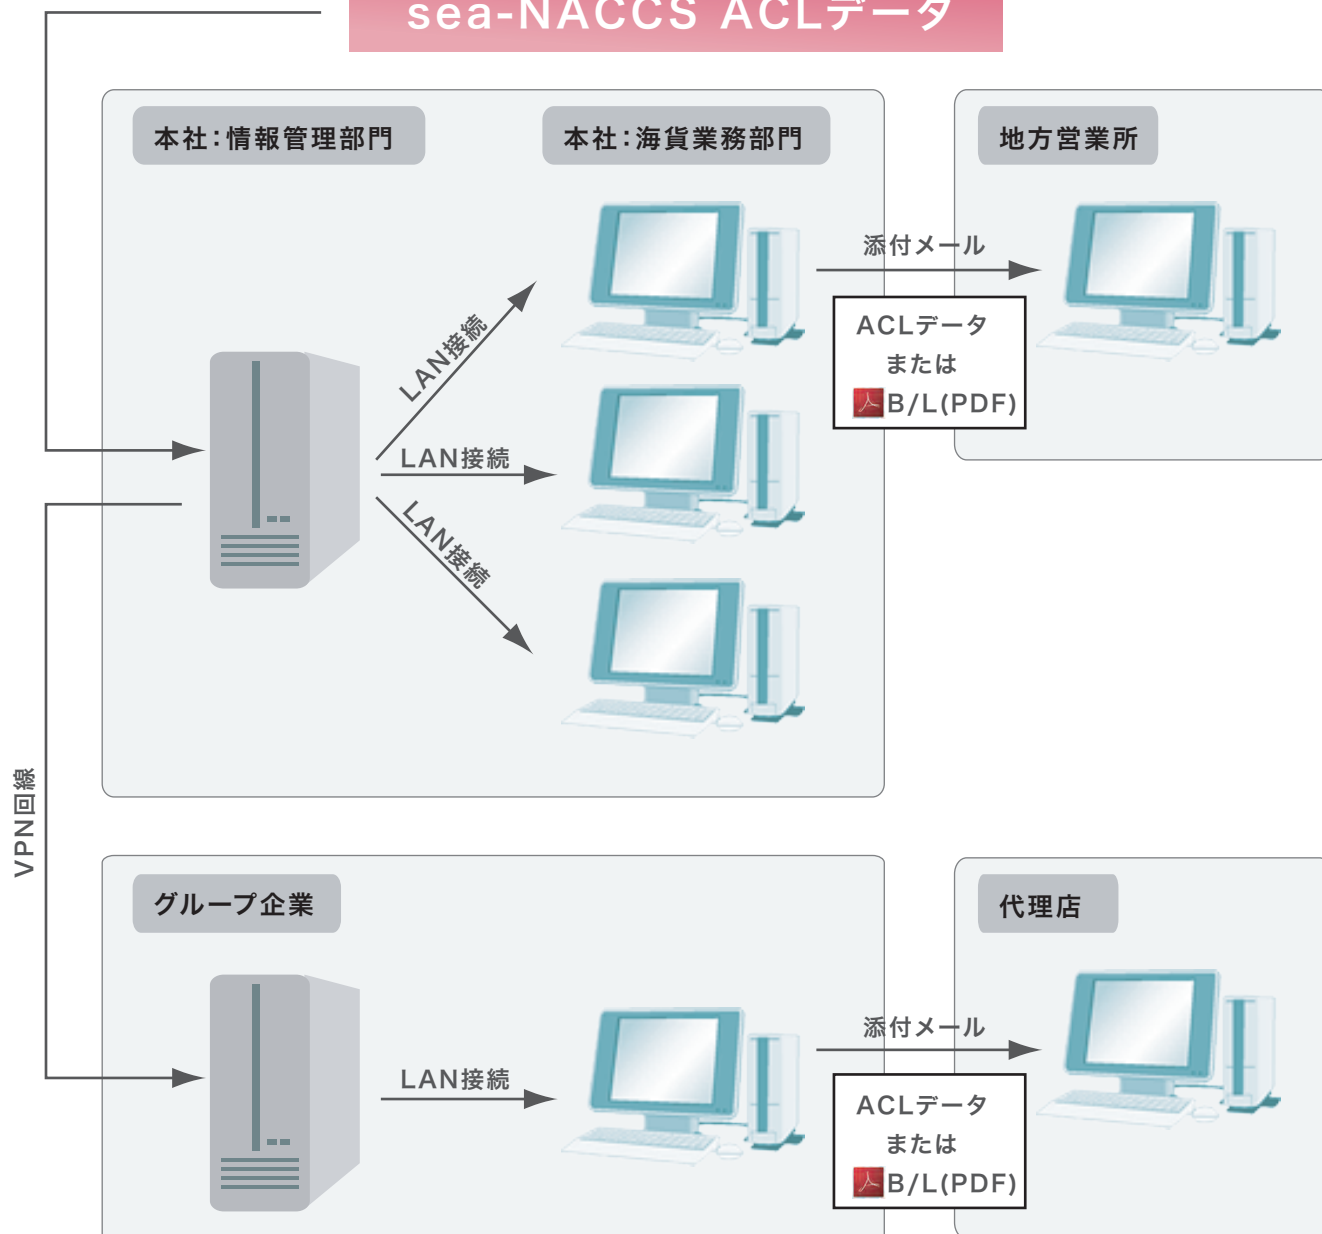 sea-NACCS ACLデータ
本社：情報管理部門
本社：海貨業務部門
地方営業所
添付メール
ACLデータ
または
B/L(PDF)
LAN接続
LAN接続
LAN接続
VPN回線
グループ企業
代理店
添付メール
LAN接続
ACLデータ
または
B/L(PDF)